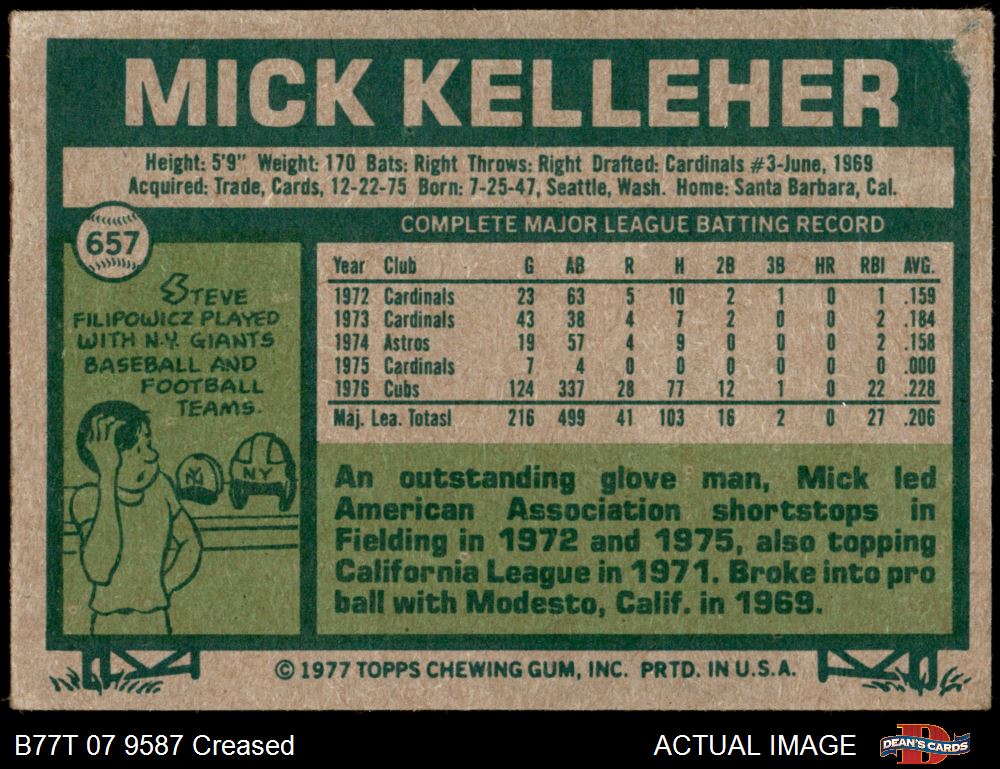 MICK KELLEHER
Height: 5'9" Weight: 170 Bats: Right Throws: Right Drafted: Cardinals #3-June, 1969
Acquired: Trade, Cards, 12-22-75 Born: 7-25-47, Seattle, Wash. Home: Santa Barbara, Cal.
657
COMPLETE MAJOR LEAGUE BATTING RECORD
STEVE
FILIPOWICZ PLAYED
WITH N.Y. GIANTS
BASEBALL AND
FOOTBALL
TEAMS.
NY
NY
Year Club G AB R H 2B 3B HR RBI AVG.
1972 Cardinals 23 63 5 10 2 1 0 1 .159
1973 Cardinals 43 38 4 7 2 0 0 2 .184
1974 Astros 19 57 4 9 0 0 0 2 .158
1975 Cardinals 7 4 0 0 0 0 0 0 .000
1976 Cubs 124 337 28 77 12 1 0 22 .228
Maj. Lea. Totasl 216 499 41 103 16 2 0 27 .206
An outstanding glove man, Mick led
American Association shortstops in
Fielding in 1972 and 1975, also topping
California League in 1971. Broke into pro
ball with Modesto, Calif. in 1969.
© 1977 TOPPS CHEWING GUM, INC. PRTD. IN U.S.A.
B77T 07 9587 Creased
ACTUAL IMAGE
DEAN'S CARDS